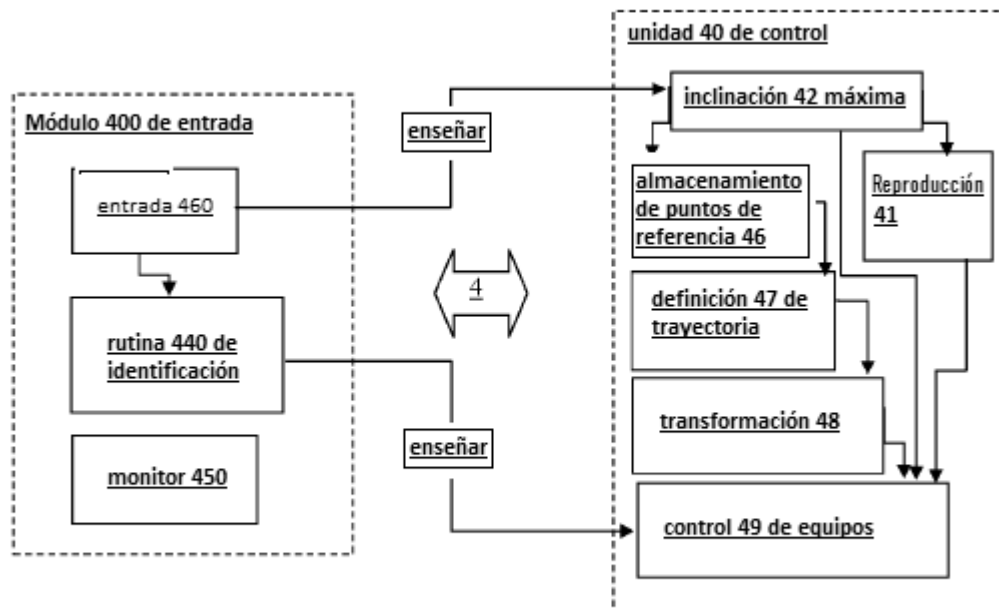 Módulo 400 de entrada
entrada 460
rutina 440 de
identificación
monitor 450
enseñar
4
enseñar
unidad 40 de control
inclinación 42 máxima
almacenamiento
de puntos de
referencia 46
Reproducción
41
definición 47 de
trayectoria
transformación 48
control 49 de equipos